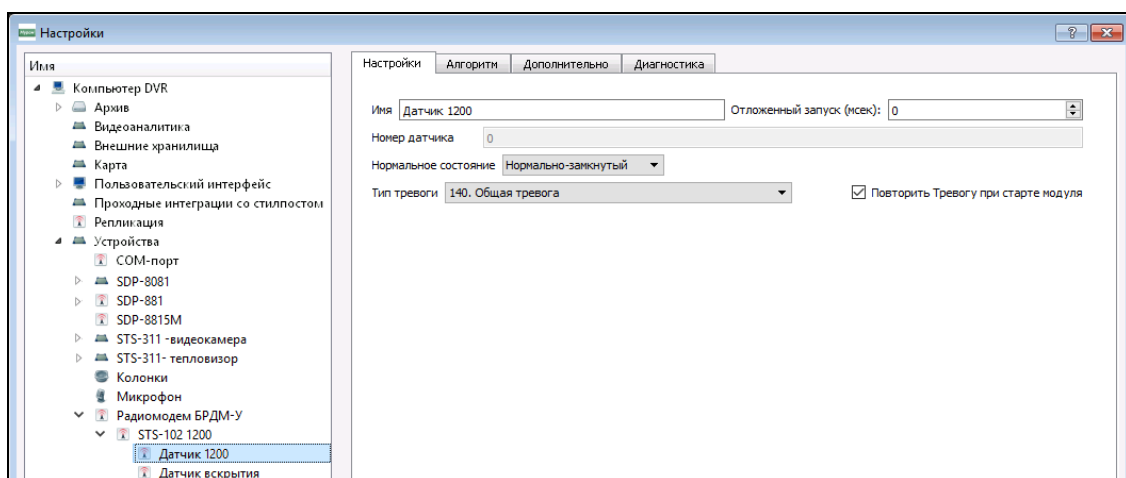 Настройки
Имя
Компьютер DVR
Архив
Видеоаналитика
Внешние хранилища
Карта
Пользовательский интерфейс
Проходные интеграции со стилпостом
Репликация
Устройства
COM-порт
SDP-8081
SDP-881
SDP-8815M
STS-311 -видеокамера
STS-311- тепловизор
Колонки
Микрофон
Радиомодем БРДМ-У
STS-102 1200
Датчик 1200
Датчик вскрытия
Настройки Алгоритм Дополнительно Диагностика
Имя Датчик 1200 Отложенный запуск (мсек): 0
Номер датчика 0
Нормальное состояние Нормально-замкнутый
Тип тревоги 140. Общая тревога Повторить Тревогу при старте модуля